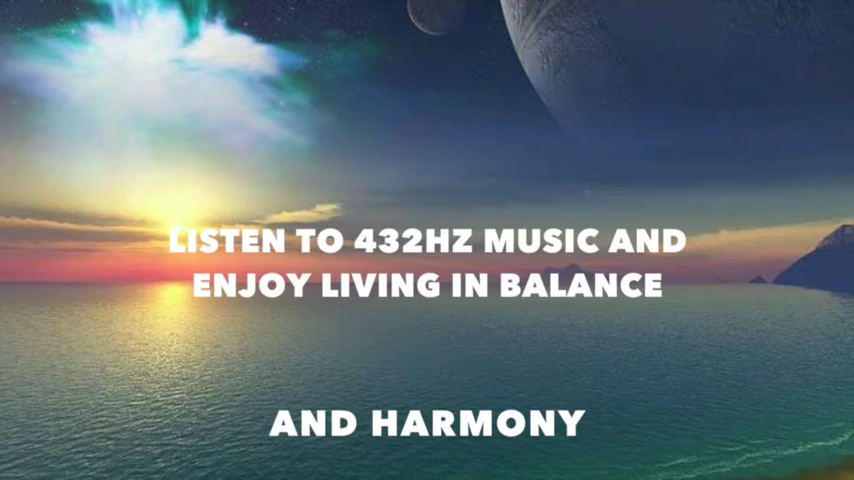 LISTEN TO 432HZ MUSIC AND
ENJOY LIVING IN BALANCE
AND HARMONY